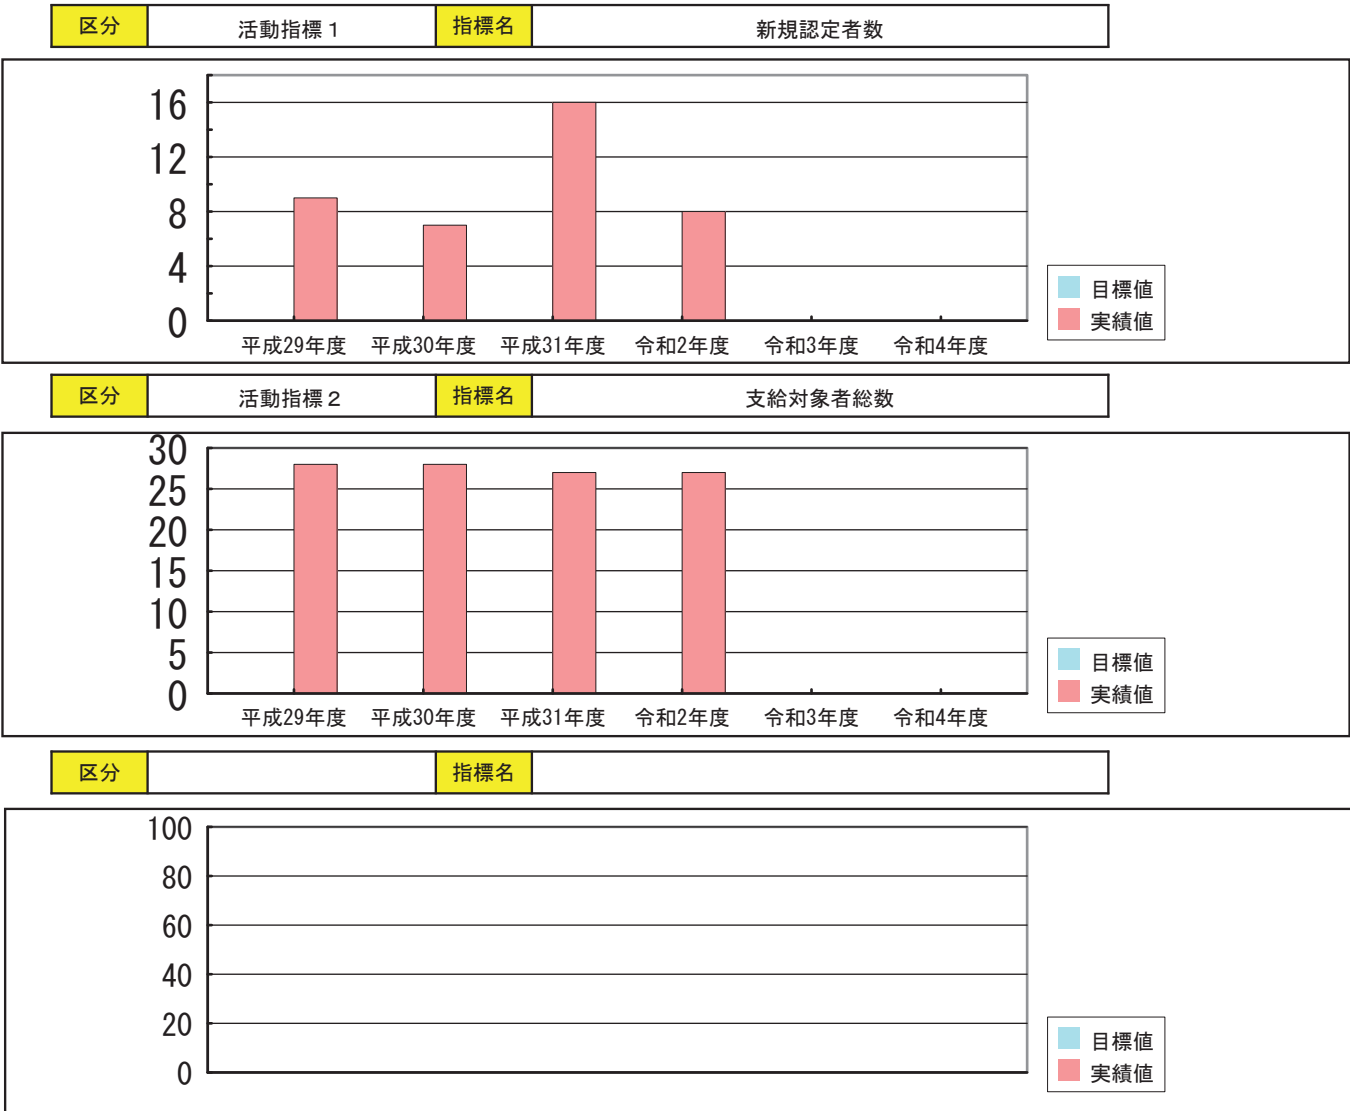 区分 活動指標１ 指標名 新規認定者数
16
12
8
4
0
平成29年度 平成30年度 平成31年度 令和2年度 令和3年度 令和4年度
目標値
実績値
区分 活動指標２ 指標名 支給対象者総数
30
25
20
15
10
5
0
平成29年度 平成30年度 平成31年度 令和2年度 令和3年度 令和4年度
目標値
実績値
区分 指標名
100
80
60
40
20
0
目標値
実績値